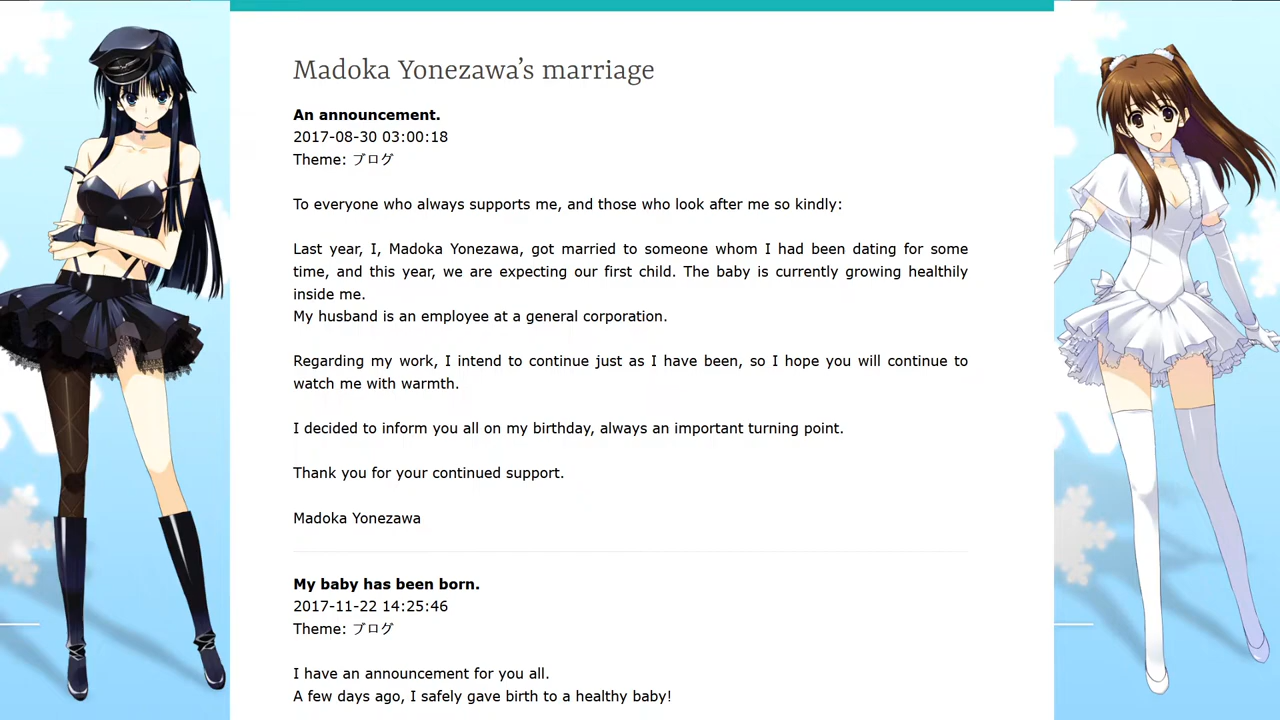 Madoka Yonezawa’s marriage
An announcement.
2017-08-30 03:00:18
Theme: ブログ
To everyone who always supports me, and those who look after me so kindly:
Last year, I, Madoka Yonezawa, got married to someone whom I had been dating for some
time, and this year, we are expecting our first child. The baby is currently growing healthily
inside me.
My husband is an employee at a general corporation.
Regarding my work, I intend to continue just as I have been, so I hope you will continue to
watch me with warmth.
I decided to inform you all on my birthday, always an important turning point.
Thank you for your continued support.
Madoka Yonezawa
My baby has been born.
2017-11-22 14:25:46
Theme: ブログ
I have an announcement for you all.
A few days ago, I safely gave birth to a healthy baby!